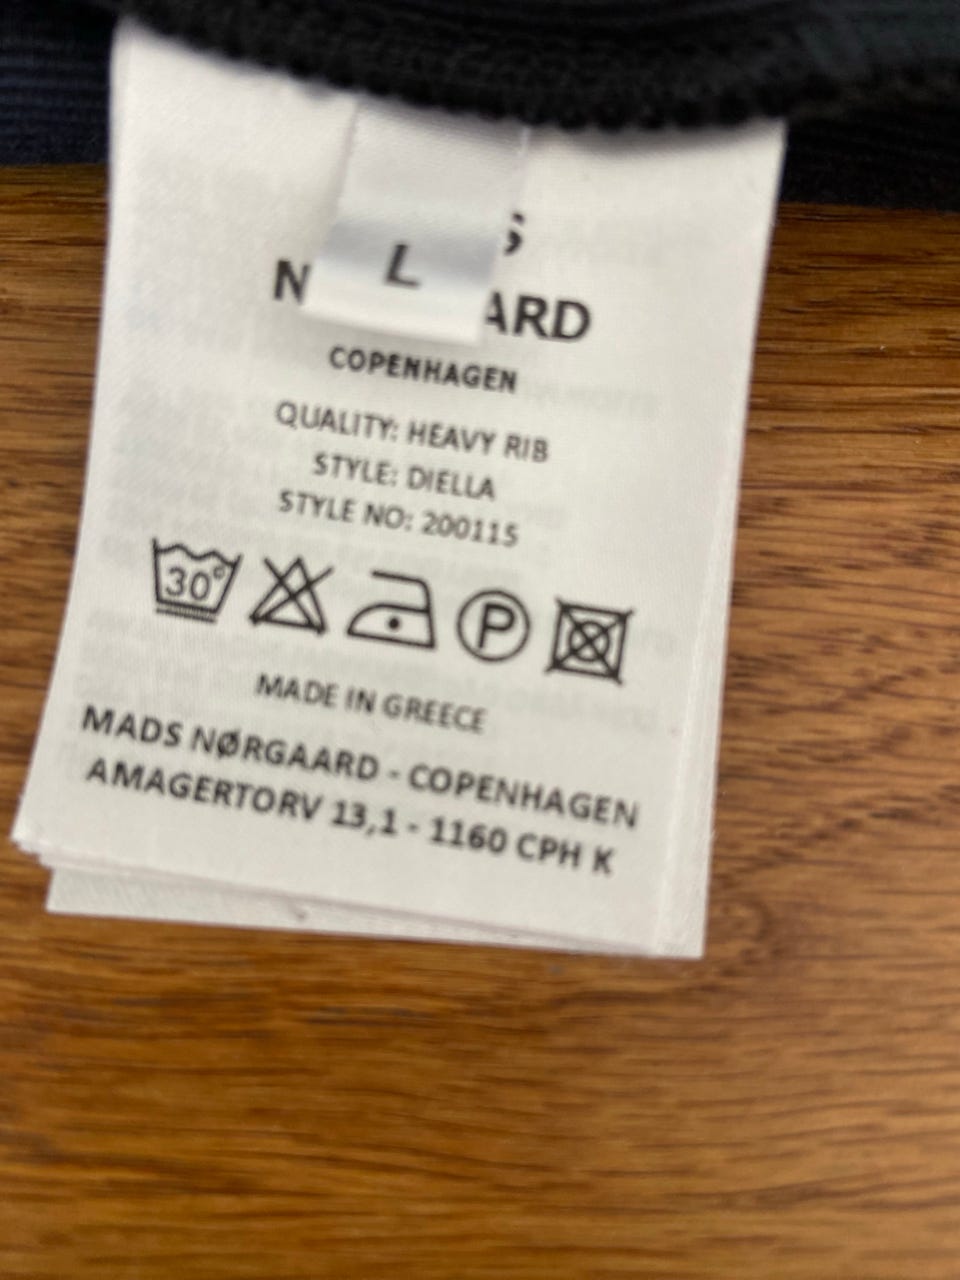 L
S
N ARD
COPENHAGEN
QUALITY: HEAVY RIB
STYLE: DIELLA
STYLE NO: 200115
30° P
MADE IN GREECE
MADS NØRGAARD - COPENHAGEN
AMAGERTORV 13,1 - 1160 CPH K